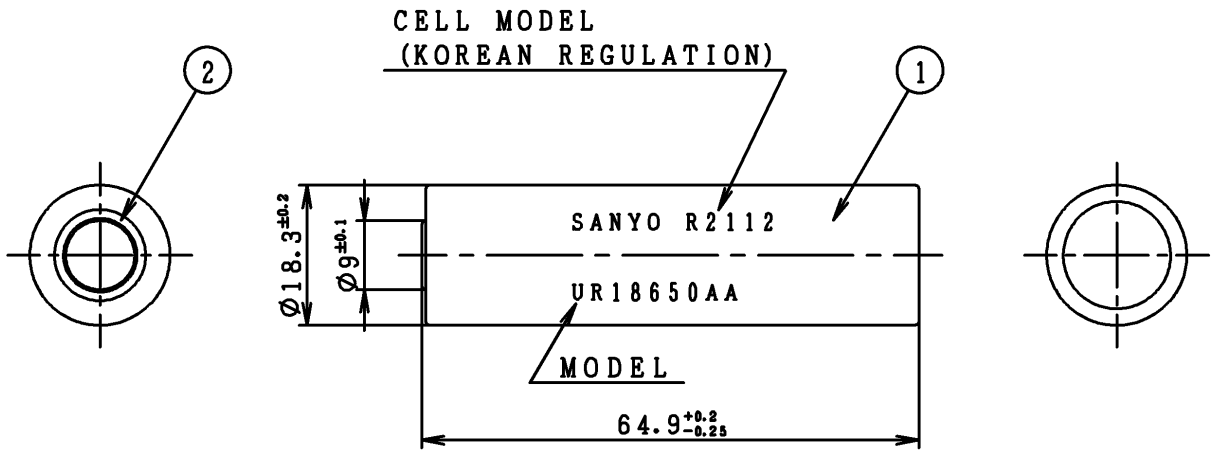 CELL MODEL
(KOREAN REGULATION)
2
1
Ø18.3±0.2
Ø9±0.1
SANYO R2112
UR18650AA
MODEL
64.9+0.2-0.25